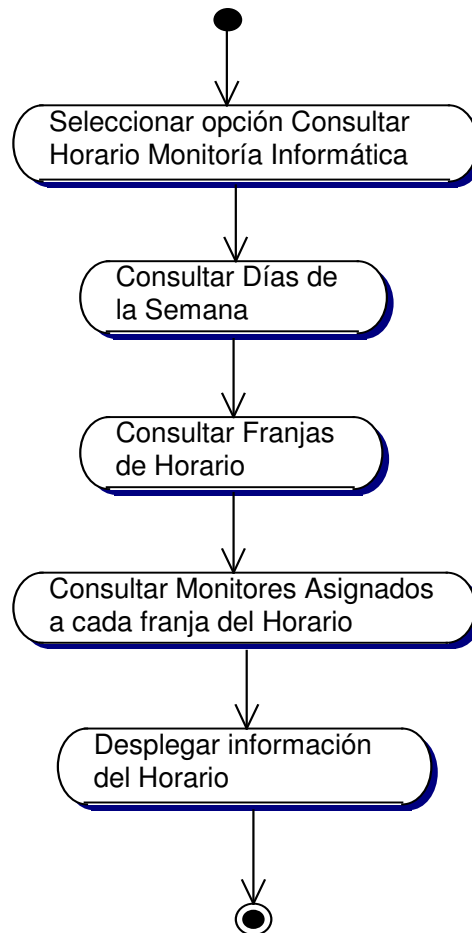 Seleccionar opción Consultar
Horario Monitoría Informática
Consultar Días de
la Semana
Consultar Franjas
de Horario
Consultar Monitores Asignados
a cada franja del Horario
Desplegar información
del Horario